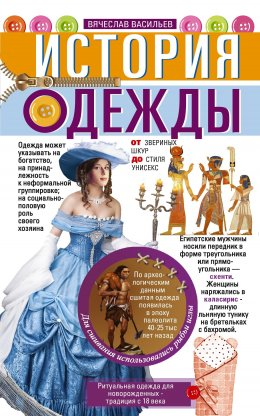 ВЯЧЕСЛАВ ВАСИЛЬЕВ
ИСТОРИЯ
ОДЕЖДЫ
ОТ ЗВЕРИНЫХ
ШКУР ДО СТИЛЯ
УНИСЕКС
Одежда может
указывать на
богатство,
на принад-
лежность
к неформальной
группировке;
на социально-
половую
роль
своего
хозяина
Египетские мужчины
носили передник в
форме треугольника
или прямо-
угольника —
схенти.
Женщины
наряжались в
каласирис -
длинную
льняную тунику
на бретельках
с бахромой.
По архео-
логическим
данным
сшитая одежда
появилась
в эпоху
палеолита
40-25 тыс
лет назад
Для сшивания использовались рыбьи иглы
Ритуальная одежда для
новорожденных -
традиция с 18 века